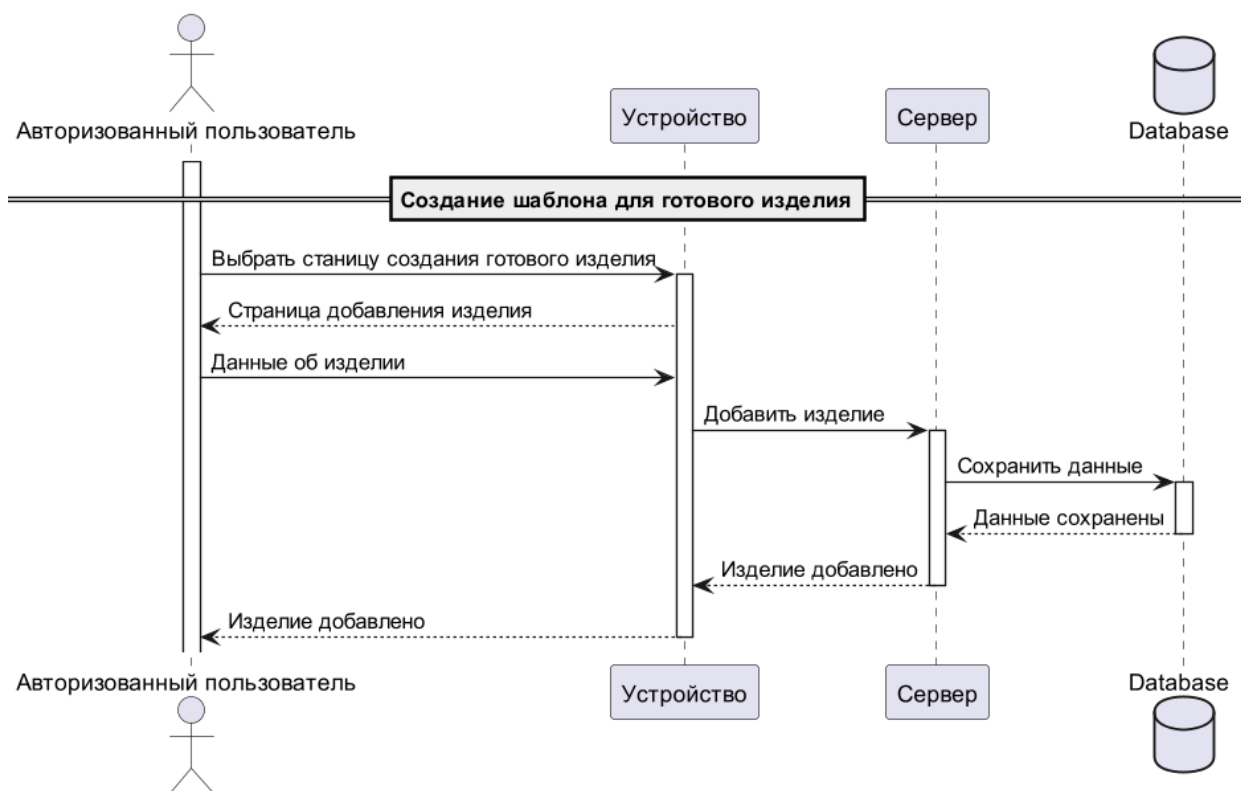 Авторизованный пользователь
Устройство
Сервер
Database
Создание шаблона для готового изделия
Выбрать станицу создания готового изделия
Страница добавления изделия
Данные об изделии
Добавить изделие
Сохранить данные
Данные сохранены
Изделие добавлено
Изделие добавлено
Авторизованный пользователь
Устройство
Сервер
Database